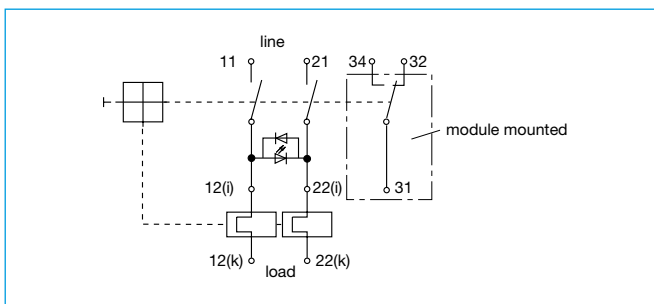 line
11 21 34 32
module mounted
12(i) 22(i) 31
12(k) 22(k)
load